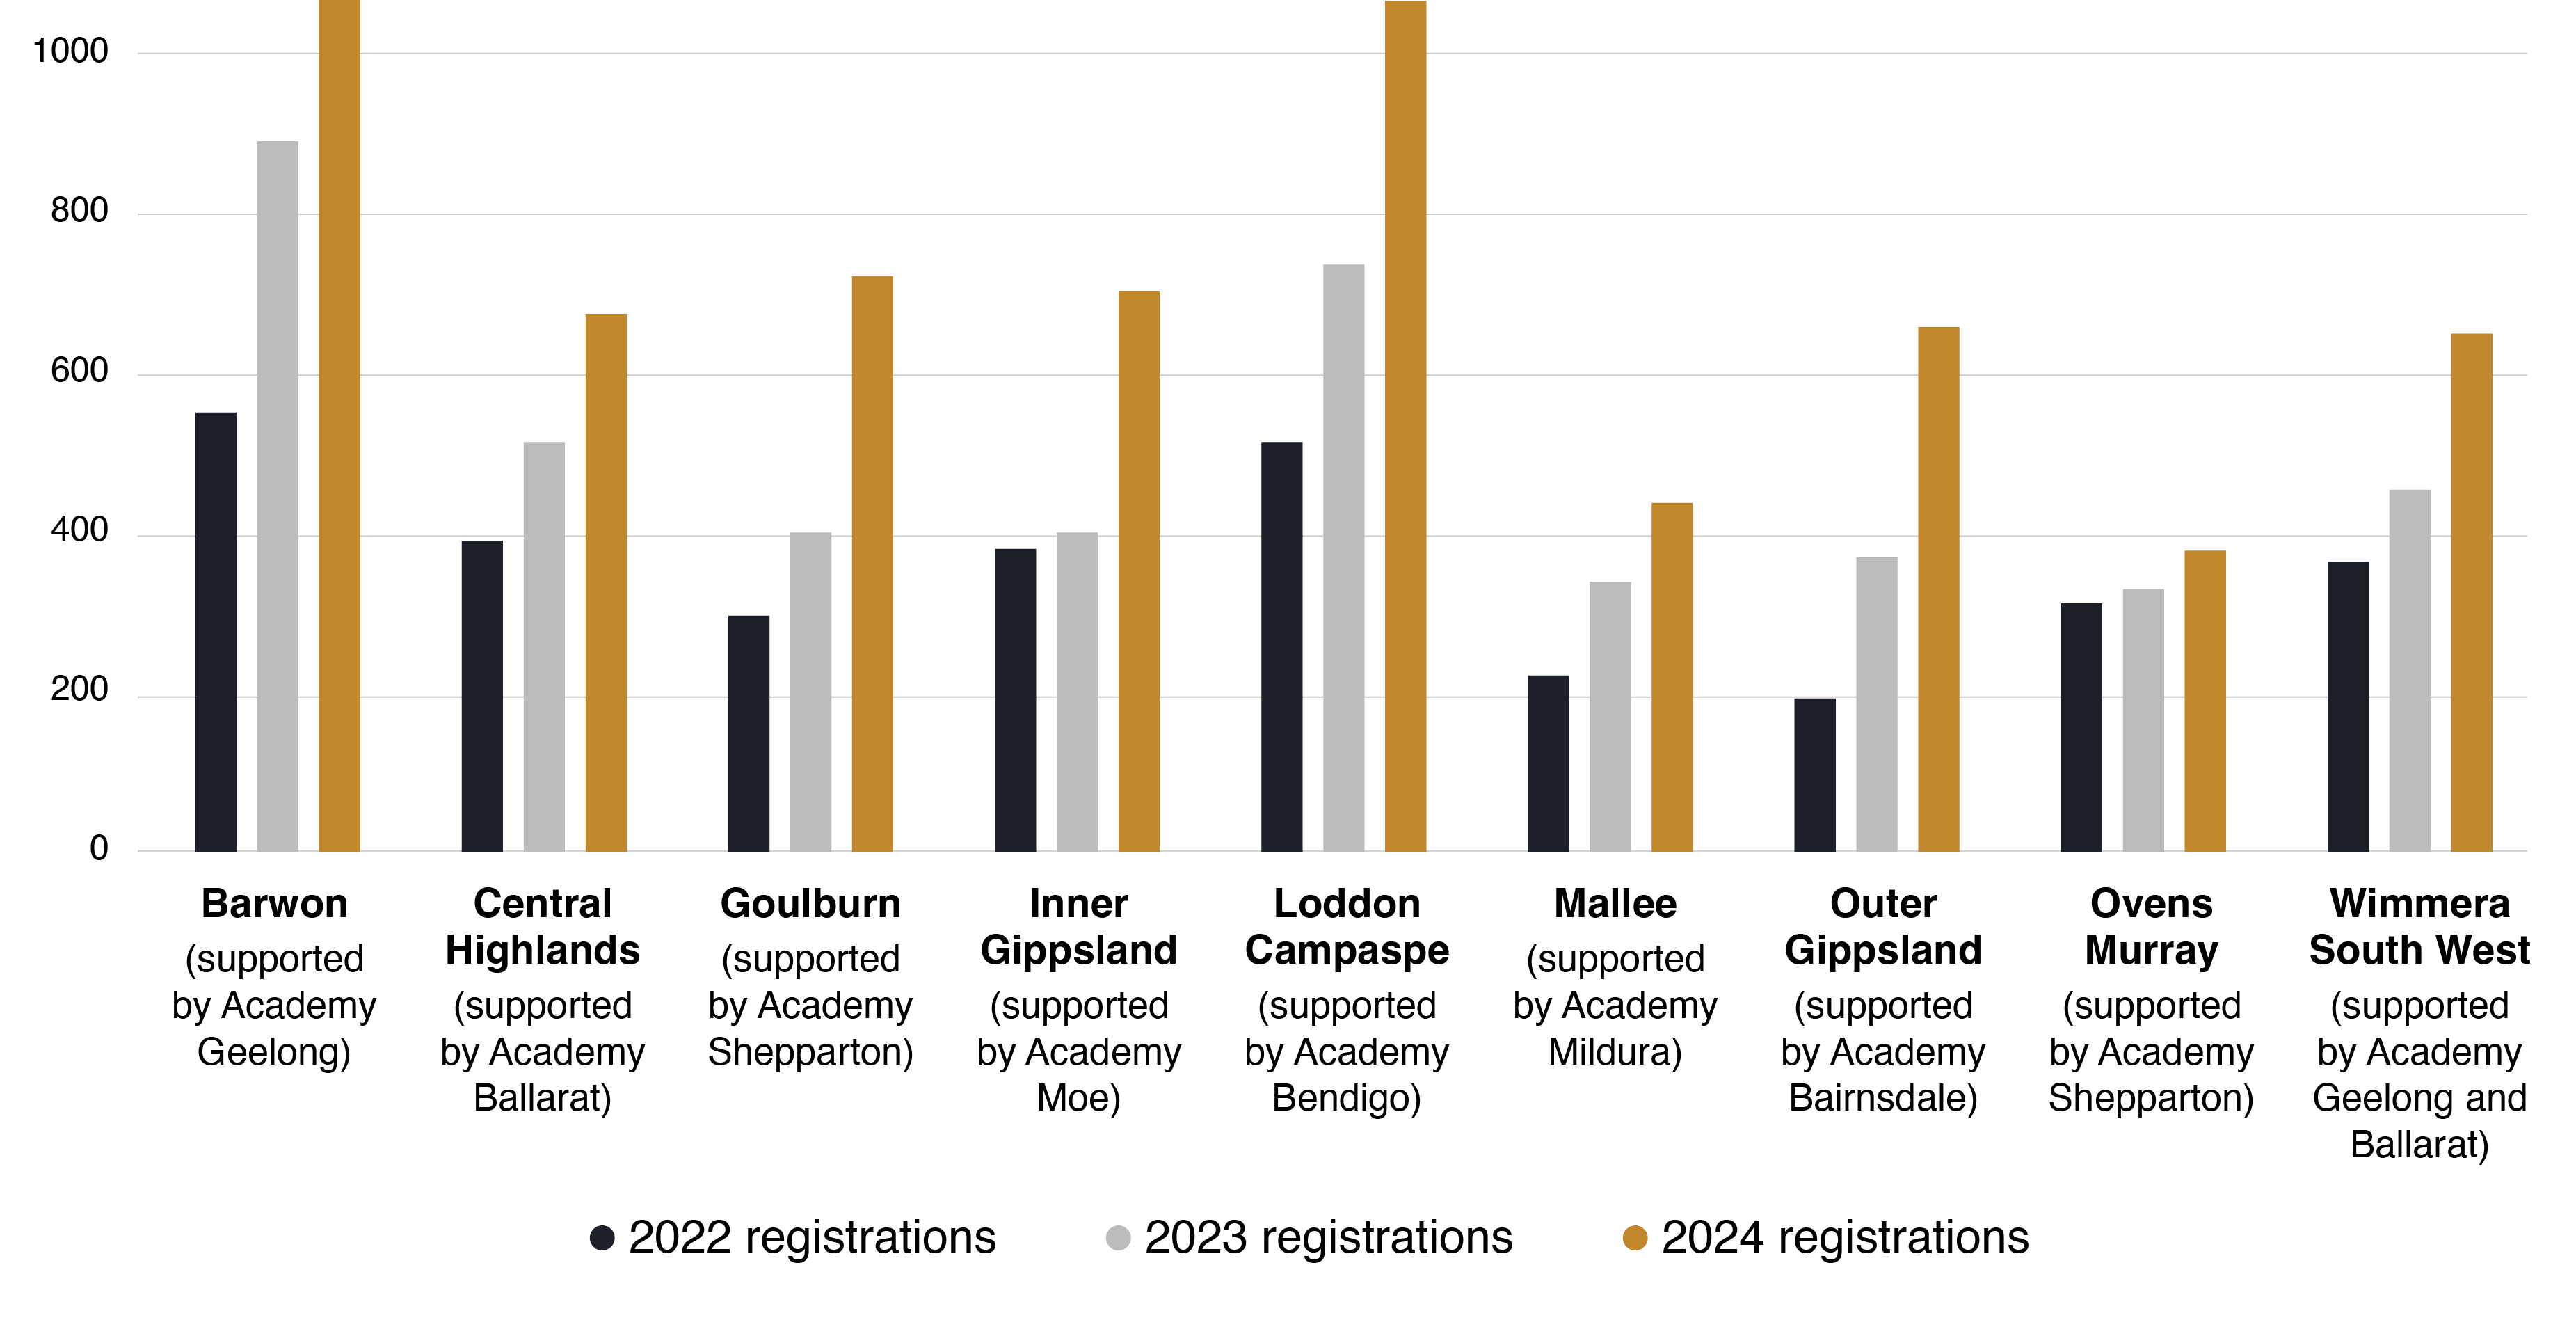 1000
800
600
400
200
0
Barwon
(supported
by Academy
Geelong)
Central
Highlands
(supported
by Academy
Ballarat)
Goulburn
(supported
by Academy
Shepparton)
Inner
Gippsland
(supported
by Academy
Moe)
Loddon
Campaspe
(supported
by Academy
Bendigo)
Mallee
(supported
by Academy
Mildura)
Outer
Gippsland
(supported
by Academy
Bairnsdale)
Ovens
Murray
(supported
by Academy
Shepparton)
Wimmera
South West
(supported
by Academy
Geelong and
Ballarat)
2022 registrations
2023 registrations
2024 registrations